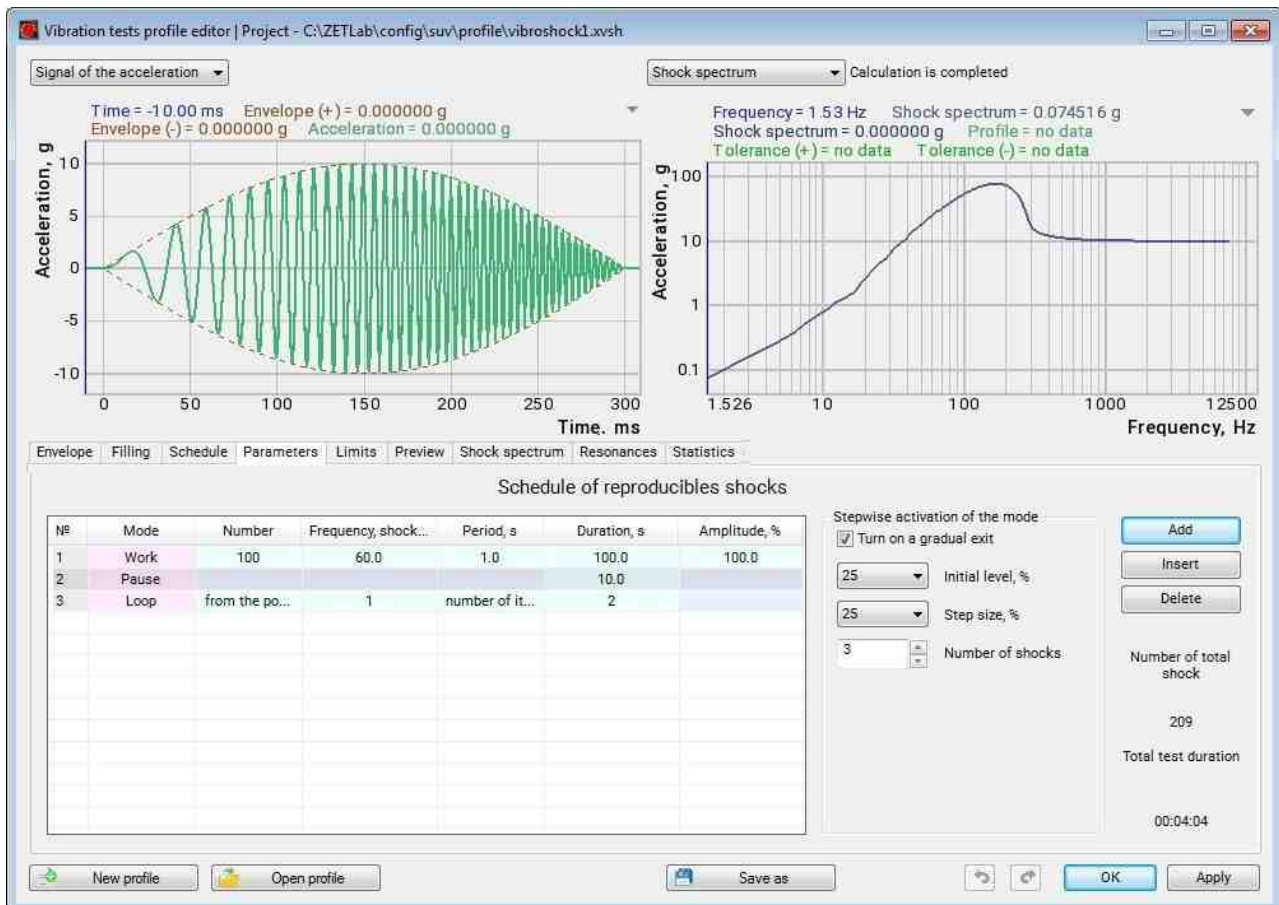 Vibration tests profile editor | Project - C:\ZETLab\config\suv\profile\vibroshock1.xvsh
Signal of the acceleration
Shock spectrum
Calculation is completed
Time = -10.00 ms Envelope (+) = 0.000000 g
Envelope (-) = 0.000000 g Acceleration = 0.000000 g
Acceleration, g
10
5
0
-5
-10
0 50 100 150 200 250 300
Time, ms
Frequency = 1.53 Hz Shock spectrum = 0.074516 g
Shock spectrum = 0.000000 g Profile = no data
Tolerance (+) = no data Tolerance (-) = no data
Acceleration, g
100
10
1
0.1
1.526 10 100 1000 12500
Frequency, Hz
Envelope Filling Schedule Parameters Limits Preview Shock spectrum Resonances Statistics
Schedule of reproducibles shocks
№ Mode Number Frequency, shock... Period, s Duration, s Amplitude, %
1 Work 100 60.0 1.0 100.0 100.0
2 Pause 10.0
3 Loop from the po... 1 number of it... 2
Stepwise activation of the mode
Turn on a gradual exit
25 Initial level, %
25 Step size, %
3 Number of shocks
Add
Insert
Delete
Number of total
shock
209
Total test duration
00:04:04
New profile Open profile Save as OK Apply